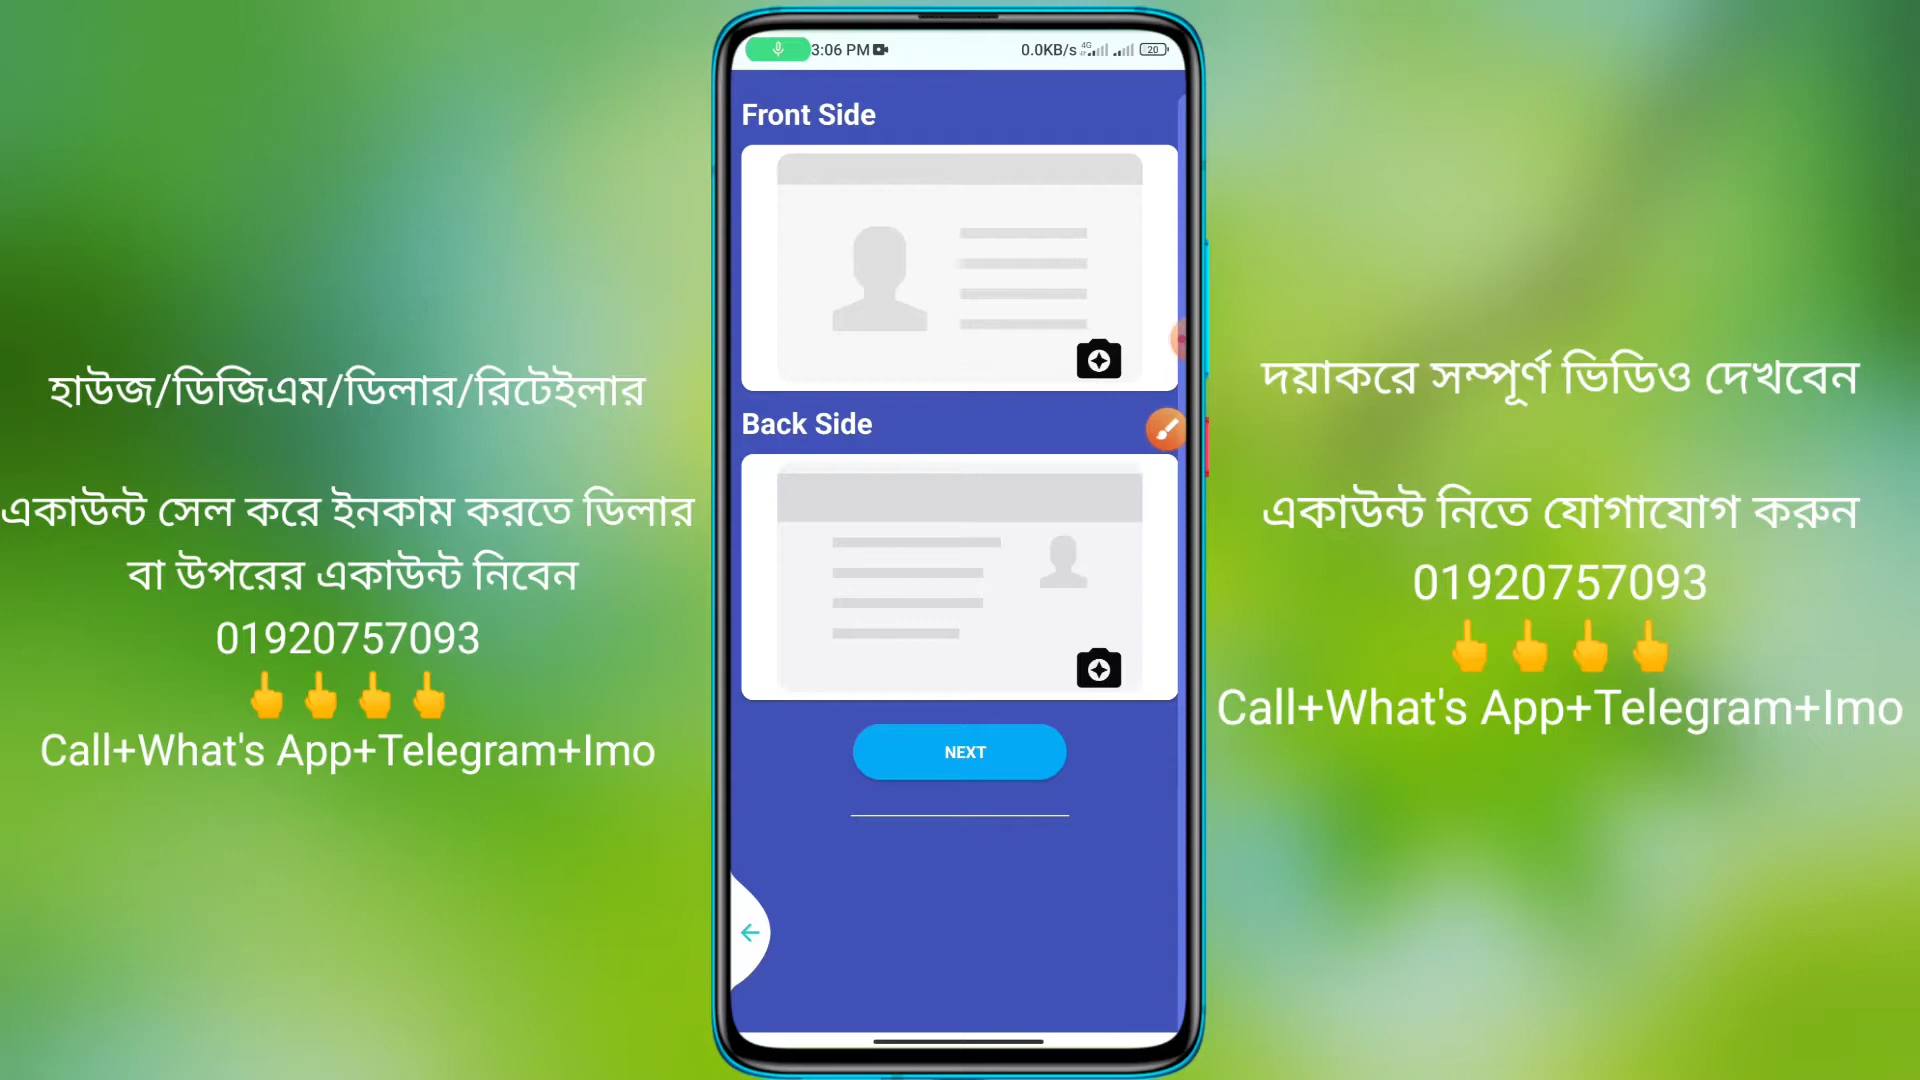 3:06 PM
0.0KB/s 4G 20
Front Side
Back Side
NEXT
হাউজ/ডিজিএম/ডিলার/রিটেইলার
একাউন্ট সেল করে ইনকাম করতে ডিলার
বা উপরের একাউন্ট নিবেন
01920757093
👆👆👆👆
Call+What's App+Telegram+Imo
দয়াকরে সম্পূর্ণ ভিডিও দেখবেন
একাউন্ট নিতে যোগাযোগ করুন
01920757093
👆👆👆👆
Call+What's App+Telegram+Imo